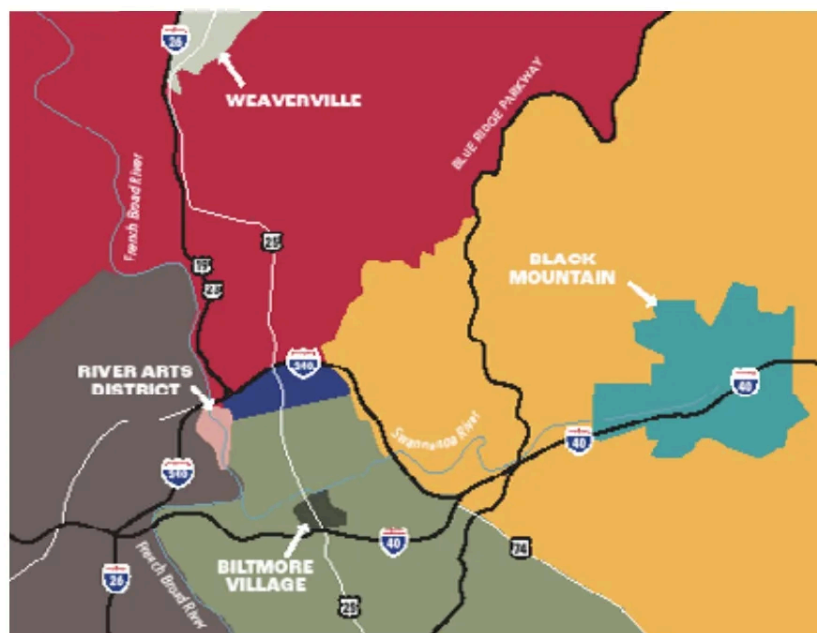 26
WEAVERVILLE
BLUE RIDGE PARKWAY
French Broad River
25
19
23
BLACK
MOUNTAIN
RIVER ARTS
DISTRICT
240
40
Swannanoa River
40
240
74
40
BILTMORE
VILLAGE
26
French Broad River
25